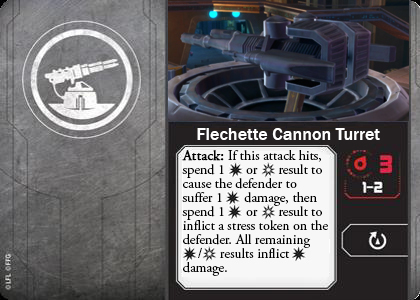 Flechette Cannon Turret
Attack: If this attack hits,
spend 1 or result to
cause the defender to
suffer 1 damage, then
spend 1 or result to
inflict a stress token on the
defender. All remaining
/ results inflict
damage.
3
1-2
©LFL ©FFG